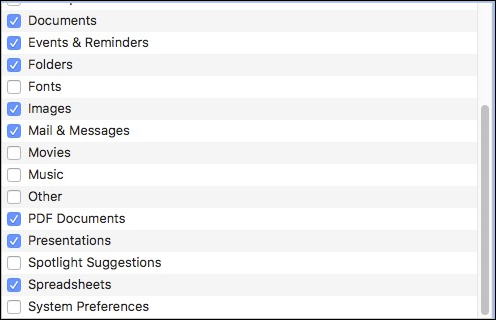 Documents
Events & Reminders
Folders
Fonts
Images
Mail & Messages
Movies
Music
Other
PDF Documents
Presentations
Spotlight Suggestions
Spreadsheets
System Preferences